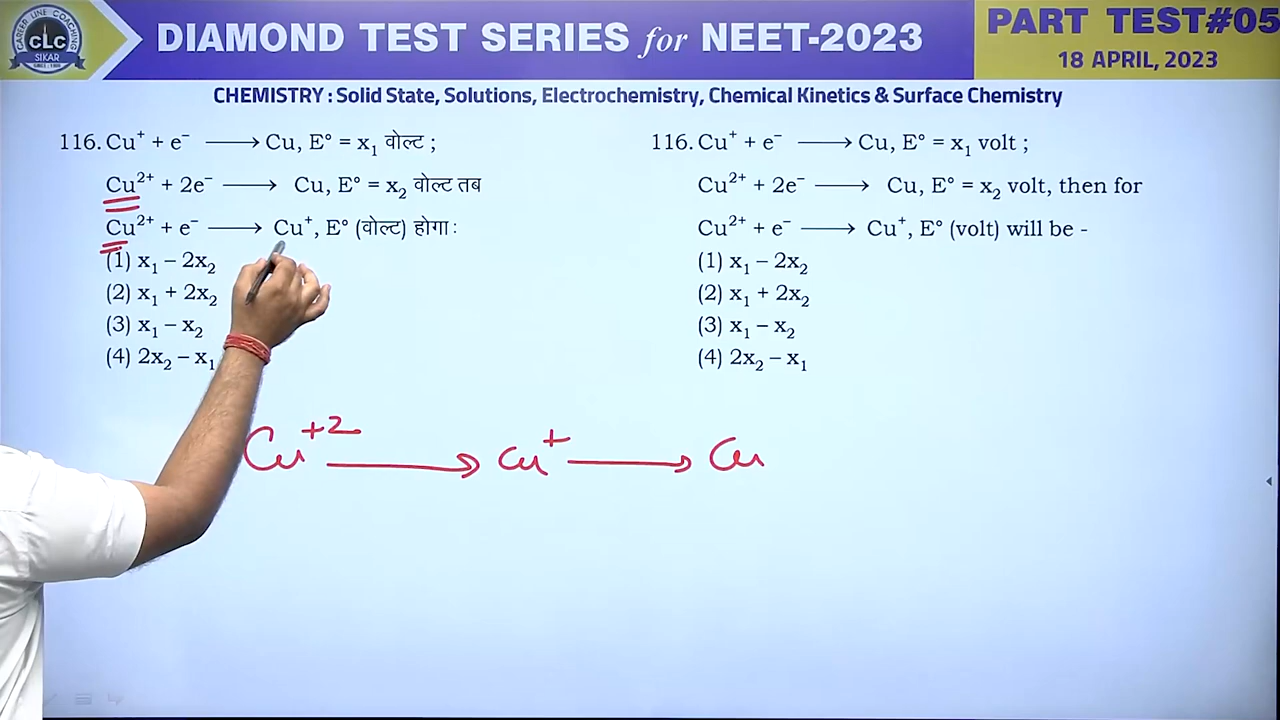 CAREER LINE COACHING
CLC
SIKAR
DIAMOND TEST SERIES for NEET-2023
PART TEST#05
18 APRIL, 2023
CHEMISTRY : Solid State, Solutions, Electrochemistry, Chemical Kinetics & Surface Chemistry
116. Cu⁺ + e⁻ ⟶ Cu, E° = x₁ वोल्ट ;
Cu²⁺ + 2e⁻ ⟶ Cu, E° = x₂ वोल्ट तब
Cu²⁺ + e⁻ ⟶ Cu⁺, E° (वोल्ट) होगा :
(1) x₁ – 2x₂
(2) x₁ + 2x₂
(3) x₁ – x₂
(4) 2x₂ – x₁
116. Cu⁺ + e⁻ ⟶ Cu, E° = x₁ volt ;
Cu²⁺ + 2e⁻ ⟶ Cu, E° = x₂ volt, then for
Cu²⁺ + e⁻ ⟶ Cu⁺, E° (volt) will be -
(1) x₁ – 2x₂
(2) x₁ + 2x₂
(3) x₁ – x₂
(4) 2x₂ – x₁
Cu⁺² ⟶ Cu⁺ ⟶ Cu